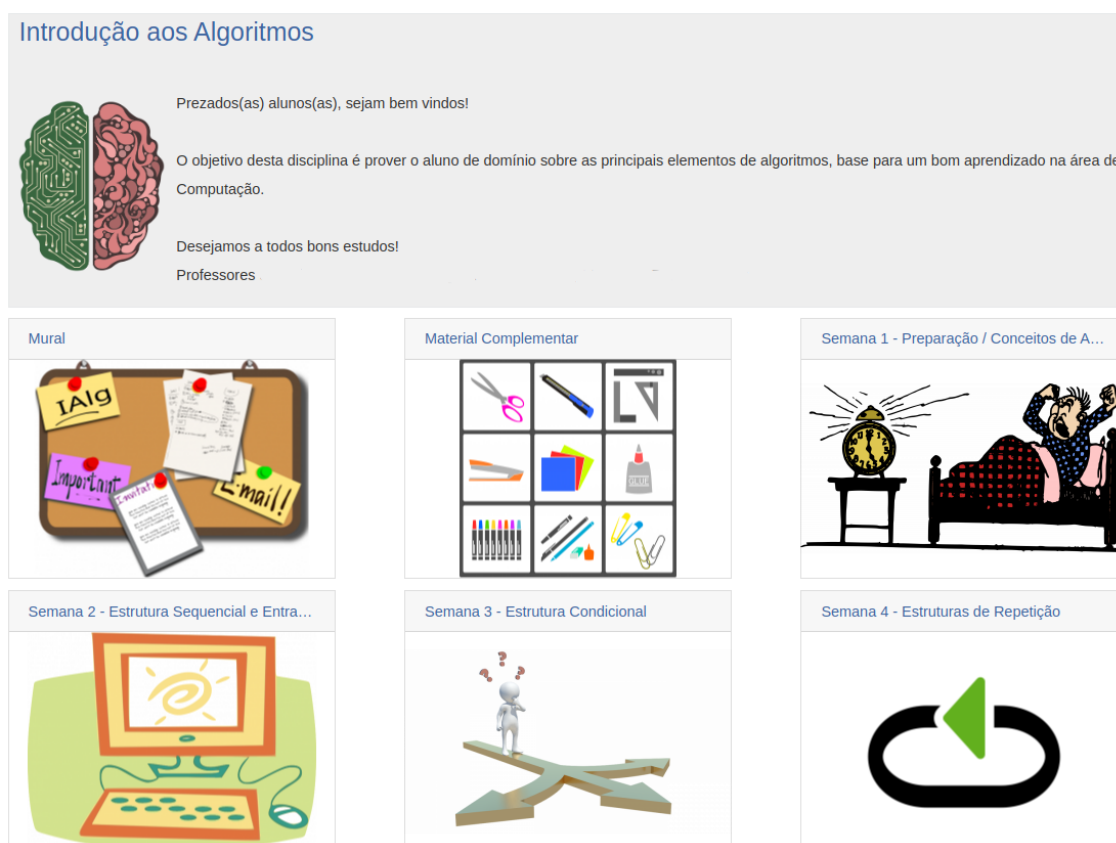 Introdução aos Algoritmos
Prezados(as) alunos(as), sejam bem vindos!
O objetivo desta disciplina é prover o aluno de domínio sobre as principais elementos de algoritmos, base para um bom aprendizado na área de
Computação.
Desejamos a todos bons estudos!
Professores
Mural
Material Complementar
Semana 1 - Preparação / Conceitos de A...
IAlg
Important
E-mail!
GLUE
Semana 2 - Estrutura Sequencial e Entra...
Semana 3 - Estrutura Condicional
Semana 4 - Estruturas de Repetição